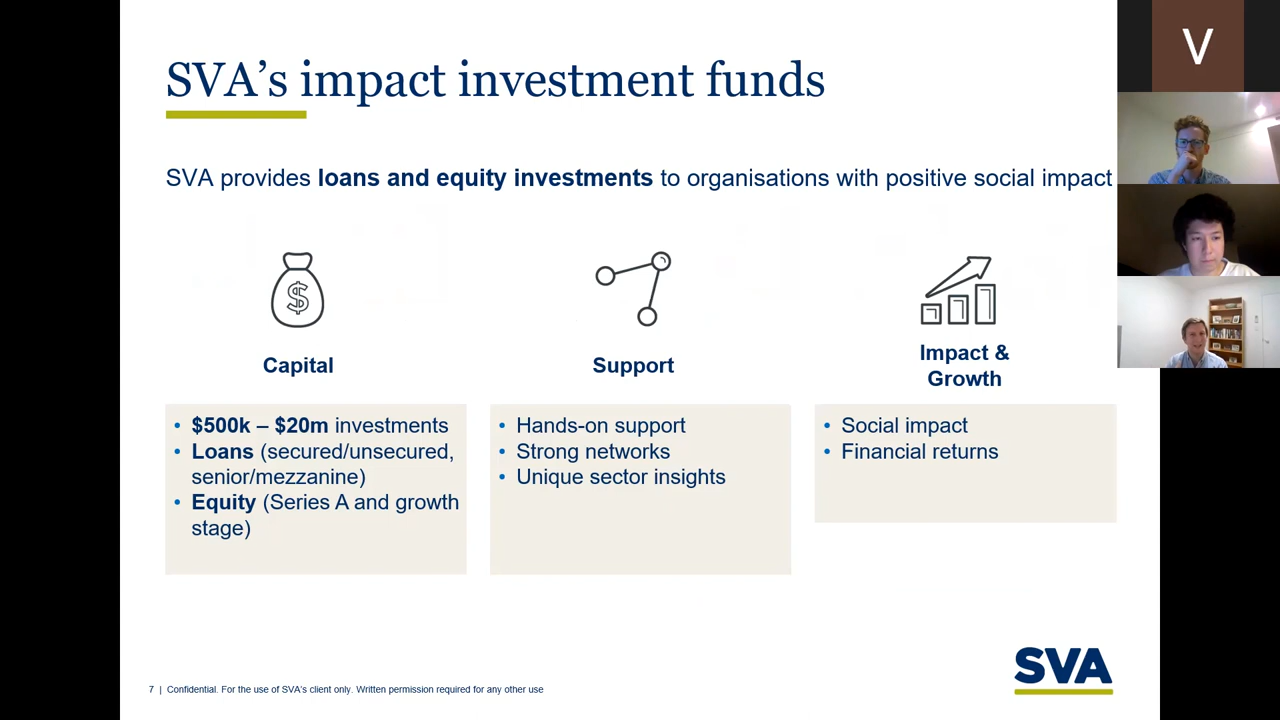 SVA's impact investment funds
V
SVA provides loans and equity investments to organisations with positive social impact
$
Capital
Support
Impact &
Growth
• $500k – $20m investments
• Loans (secured/unsecured,
senior/mezzanine)
• Equity (Series A and growth
stage)
• Hands-on support
• Strong networks
• Unique sector insights
• Social impact
• Financial returns
7 | Confidential. For the use of SVA's client only. Written permission required for any other use
SVA